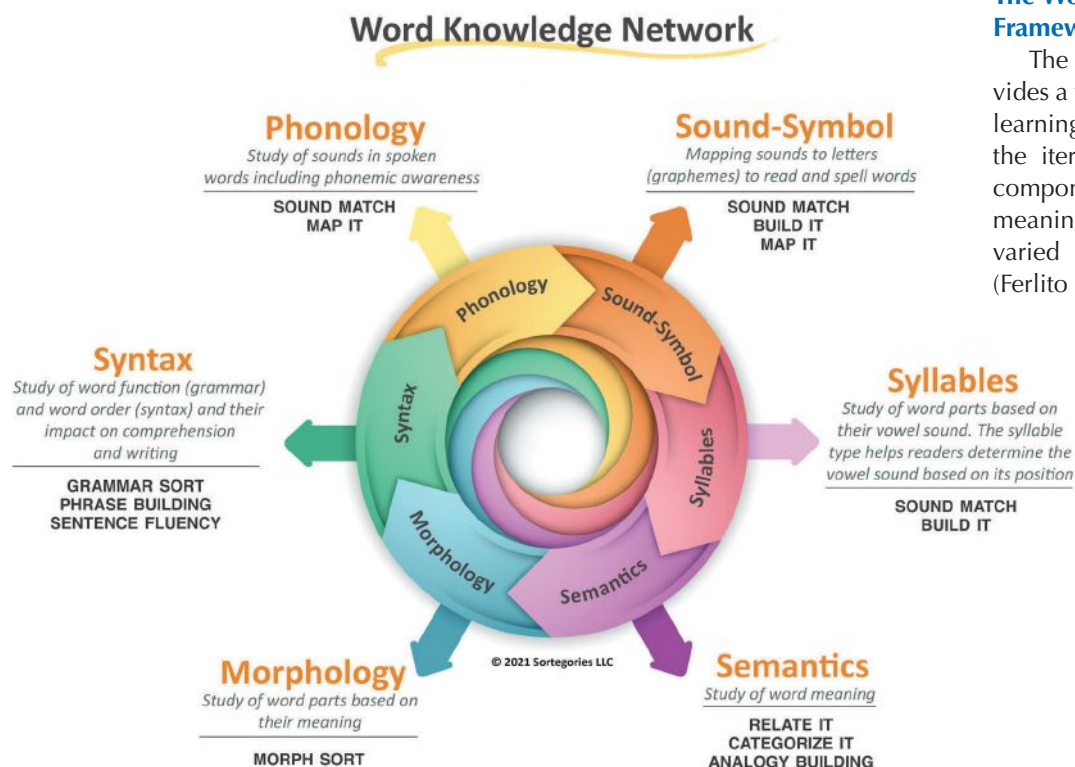 Word Knowledge Network
Phonology
Study of sounds in spoken
words including phonemic awareness
SOUND MATCH
MAP IT
Sound-Symbol
Mapping sounds to letters
(graphemes) to read and spell words
SOUND MATCH
BUILD IT
MAP IT
Syllables
Study of word parts based on
their vowel sound. The syllable
type helps readers determine the
vowel sound based on its position
SOUND MATCH
BUILD IT
Semantics
Study of word meaning
RELATE IT
CATEGORIZE IT
ANALOGY BUILDING
Morphology
Study of word parts based on
their meaning
MORPH SORT
Syntax
Study of word function (grammar)
and word order (syntax) and their
impact on comprehension
and writing
GRAMMAR SORT
PHRASE BUILDING
SENTENCE FLUENCY
Phonology
Sound-Symbol
Syllables
Semantics
Morphology
Syntax
© 2021 Sortegories LLC
The Wo
Framew
The
vides a
learning
the iter
compor
meanin
varied
(Ferlito